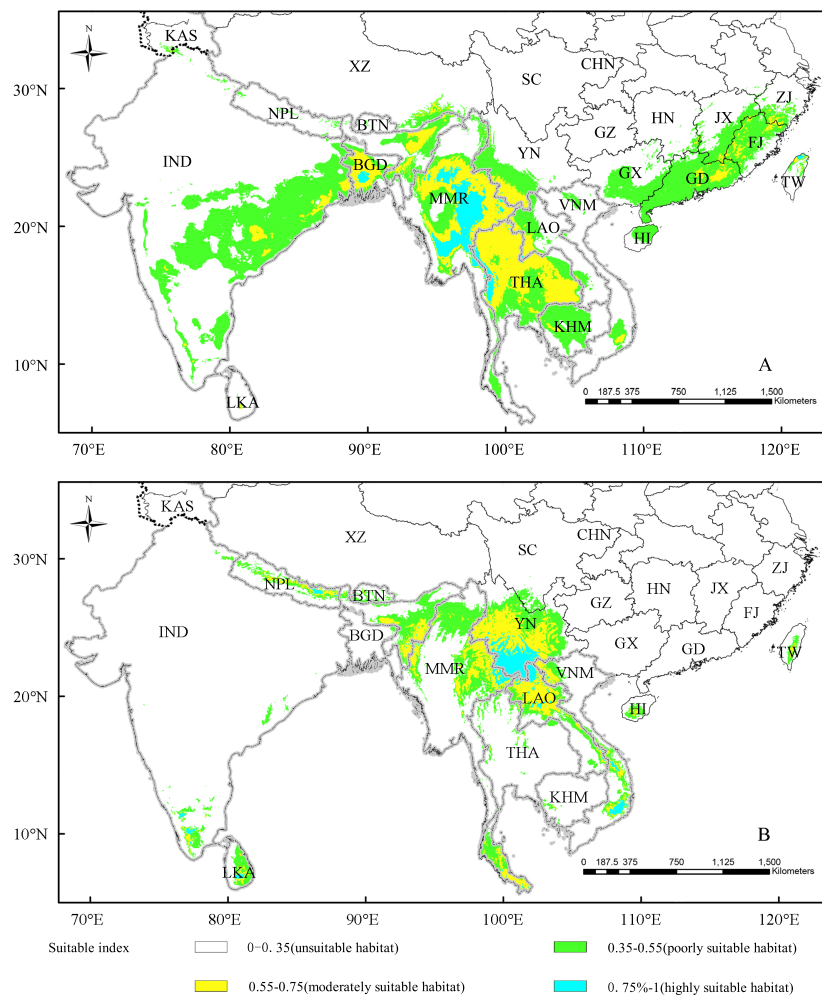 N
KAS
XZ
SC
CHN
30°N
NPL
BTN
HN
JX
ZJ
GZ
FJ
IND
BGD
YN
GX
GD
TW
MMR
VNM
20°N
LAO
HI
THA
KHM
10°N
A
LKA
0 187.5 375 750 1,125 1,500
Kilometers
70°E 80°E 90°E 100°E 110°E 120°E
N
KAS
XZ
SC
CHN
30°N
NPL
BTN
GZ
HN
JX
ZJ
FJ
IND
BGD
YN
GX
GD
TW
MMR
VNM
20°N
LAO
HI
THA
KHM
10°N
B
LKA
0 187.5 375 750 1,125 1,500
Kilometers
70°E 80°E 90°E 100°E 110°E 120°E
Suitable index 0-0.35(unsuitable habitat) 0.35-0.55(poorly suitable habitat)
0.55-0.75(moderately suitable habitat) 0.75%-1(highly suitable habitat)